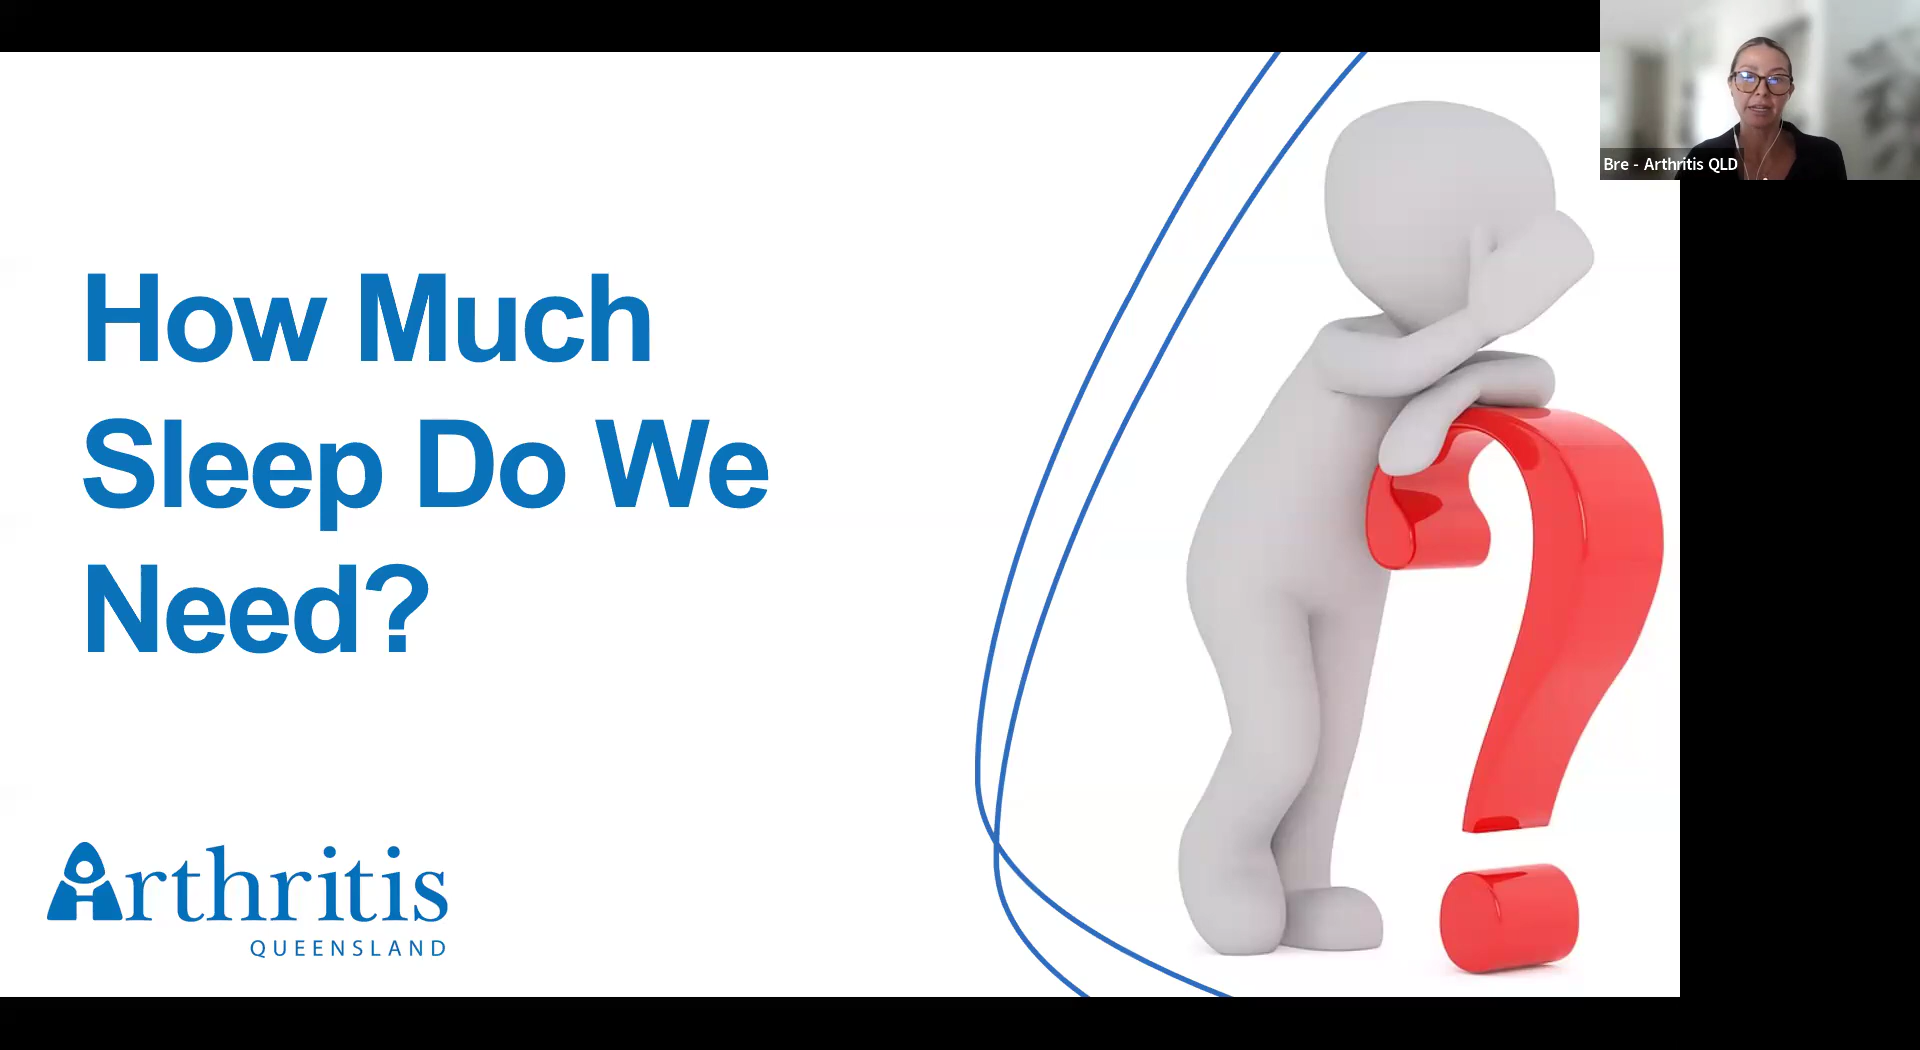 How Much
Sleep Do We
Need?
Arthritis
QUEENSLAND
Bre - Arthritis QLD